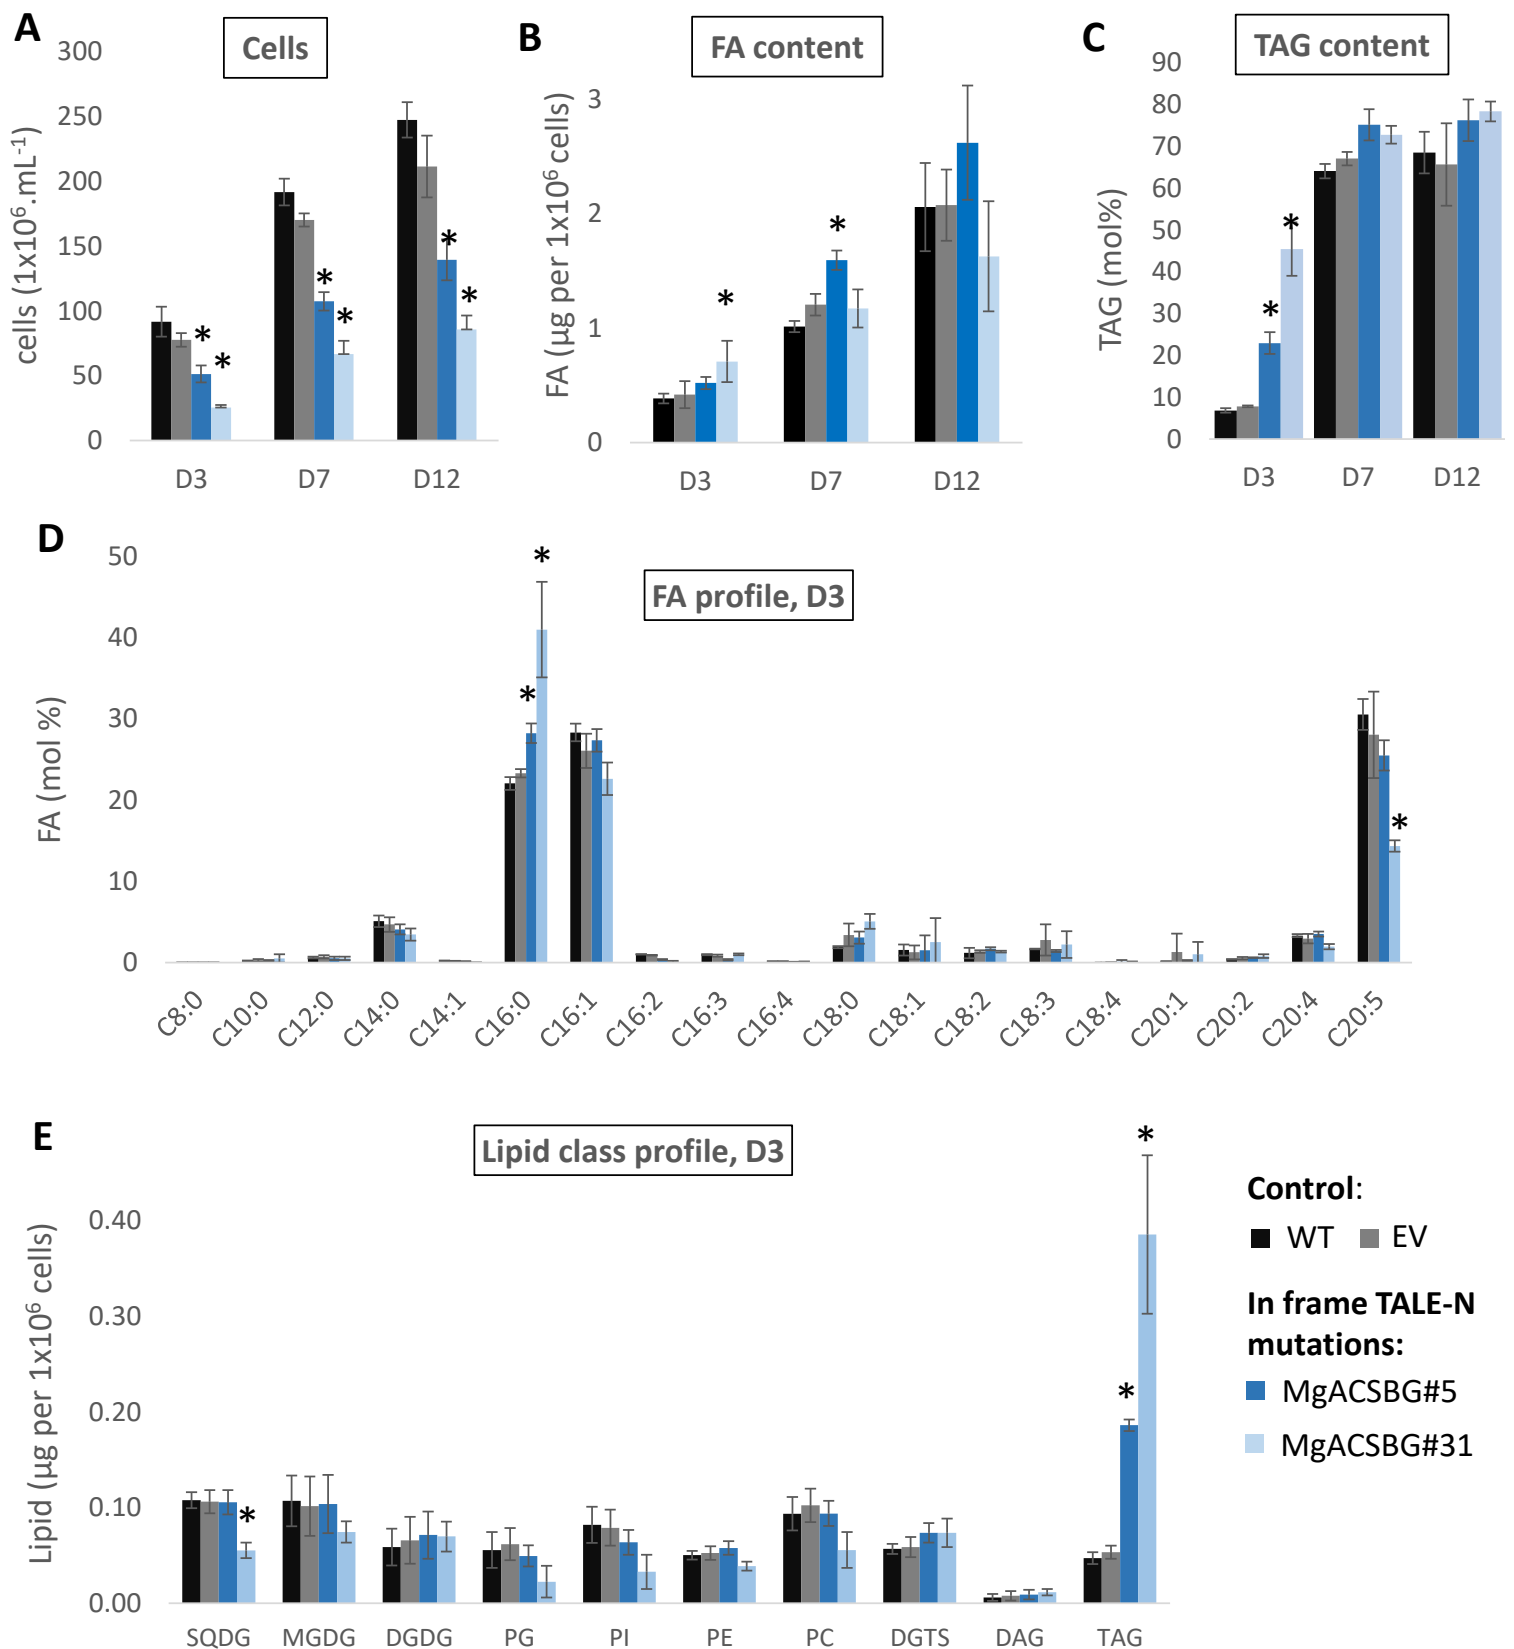 A
Cells
cells (1x10⁶.mL⁻¹)
300
250
200
150
100
50
0
* * * * * *
D3 D7 D12
B
FA content
FA (µg per 1x10⁶ cells)
3
2
1
0
* *
D3 D7 D12
C
TAG content
TAG (mol%)
90
80
70
60
50
40
30
20
10
0
* *
D3 D7 D12
D
FA profile, D3
FA (mol %)
50
40
30
20
10
0
* * *
C8:0 C10:0 C12:0 C14:0 C14:1 C16:0 C16:1 C16:2 C16:3 C16:4 C18:0 C18:1 C18:2 C18:3 C18:4 C20:1 C20:2 C20:4 C20:5
E
Lipid class profile, D3
Lipid (µg per 1x10⁶ cells)
0.40
0.30
0.20
0.10
0.00
* * *
SQDG MGDG DGDG PG PI PE PC DGTS DAG TAG
Control:
WT EV
In frame TALE-N
mutations:
MgACSBG#5
MgACSBG#31